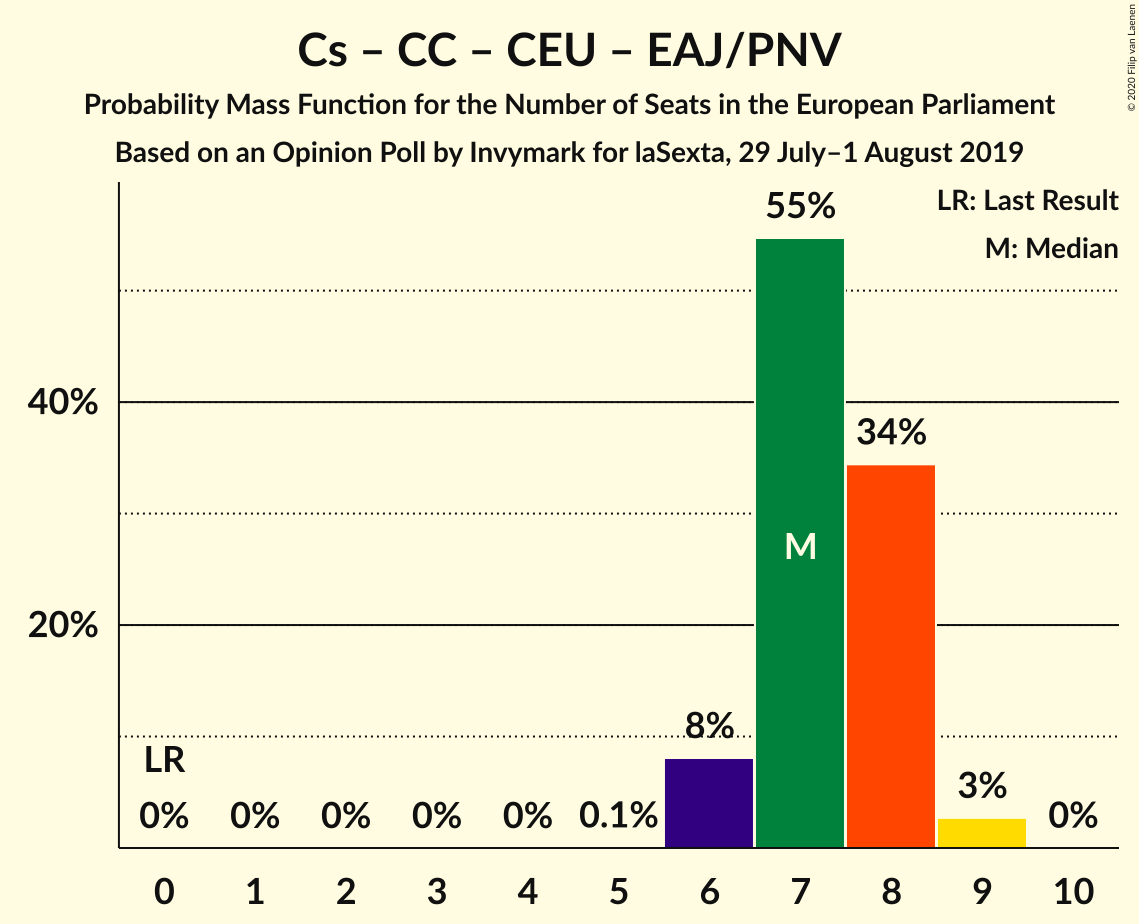 Cs – CC – CEU – EAJ/PNV
Probability Mass Function for the Number of Seats in the European Parliament
Based on an Opinion Poll by Invymark for laSexta, 29 July–1 August 2019
© 2020 Filip van Laenen
LR: Last Result
M: Median
55%
40%
34%
M
20%
8%
LR
3%
0% 0% 0% 0% 0% 0.1% 0%
0 1 2 3 4 5 6 7 8 9 10